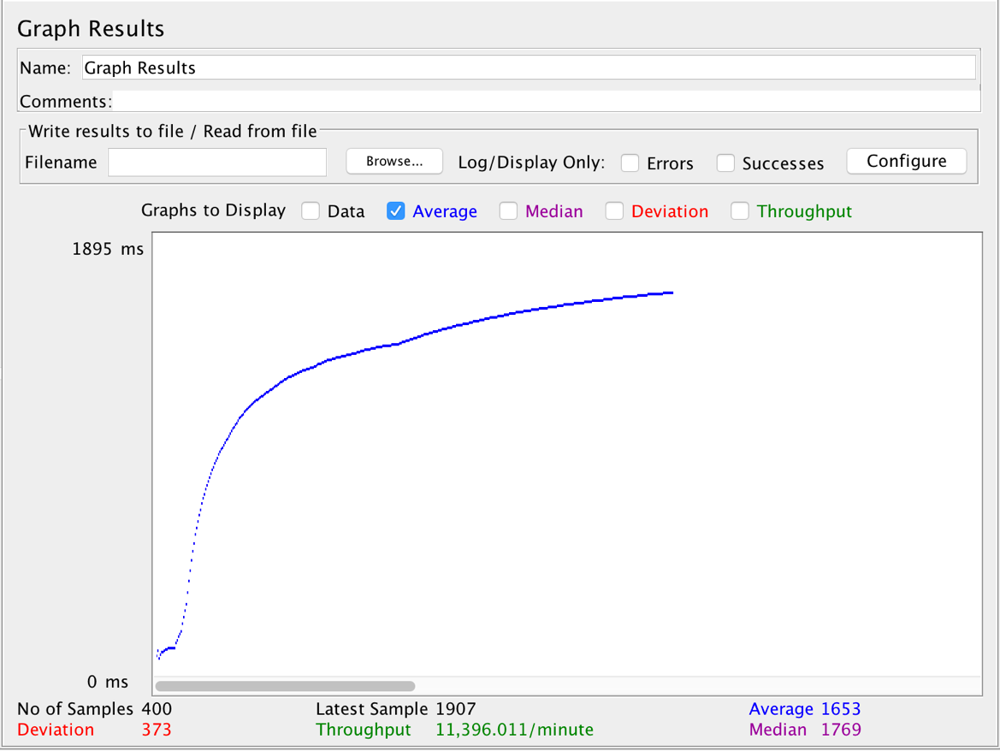 Graph Results
Name: Graph Results
Comments:
Write results to file / Read from file
Filename Browse... Log/Display Only: Errors Successes Configure
Graphs to Display Data Average Median Deviation Throughput
1895 ms
0 ms
No of Samples 400 Latest Sample 1907 Average 1653
Deviation 373 Throughput 11,396.011/minute Median 1769